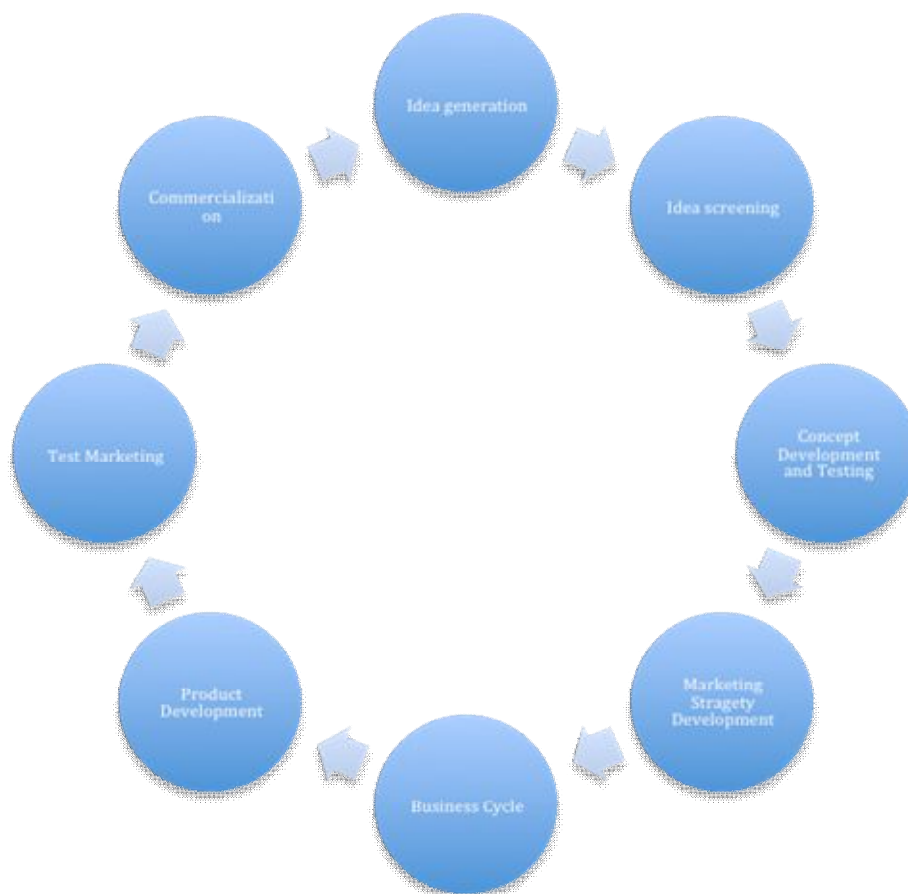 Idea generation
Idea screening
Concept
Development
and Testing
Marketing
Stragety
Development
Business Cycle
Product
Development
Test Marketing
Commercializati
on